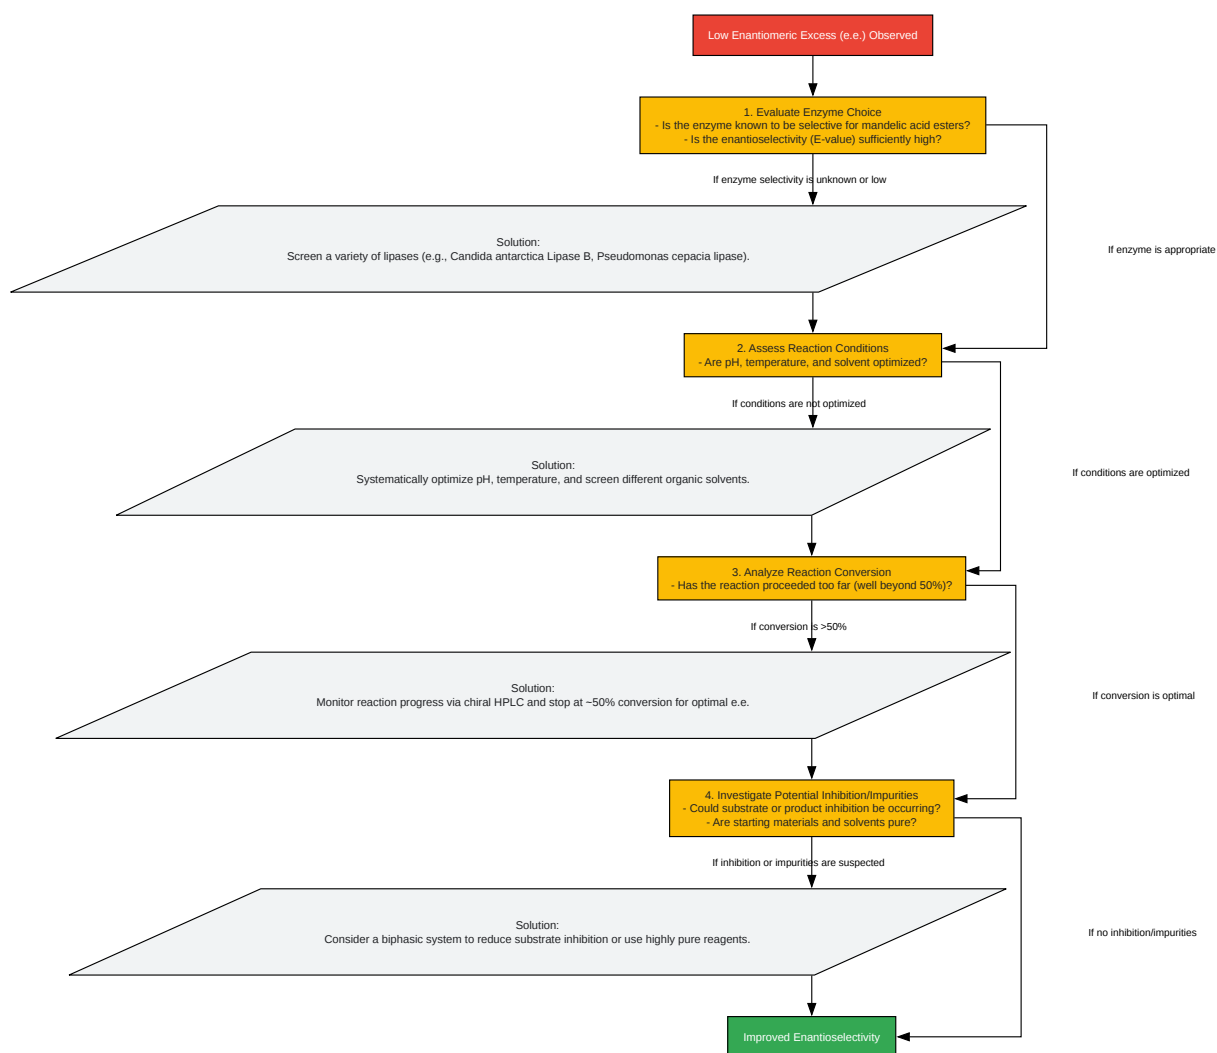 Low Enantiomeric Excess (e.e.) Observed
1. Evaluate Enzyme Choice
- Is the enzyme known to be selective for mandelic acid esters?
- Is the enantioselectivity (E-value) sufficiently high?
If enzyme selectivity is unknown or low
Solution:
Screen a variety of lipases (e.g., Candida antarctica Lipase B, Pseudomonas cepacia lipase).
If enzyme is appropriate
2. Assess Reaction Conditions
- Are pH, temperature, and solvent optimized?
If conditions are not optimized
Solution:
Systematically optimize pH, temperature, and screen different organic solvents.
If conditions are optimized
3. Analyze Reaction Conversion
- Has the reaction proceeded too far (well beyond 50%)?
If conversion is >50%
Solution:
Monitor reaction progress via chiral HPLC and stop at ~50% conversion for optimal e.e.
If conversion is optimal
4. Investigate Potential Inhibition/Impurities
- Could substrate or product inhibition be occurring?
- Are starting materials and solvents pure?
If inhibition or impurities are suspected
Solution:
Consider a biphasic system to reduce substrate inhibition or use highly pure reagents.
If no inhibition/impurities
Improved Enantioselectivity